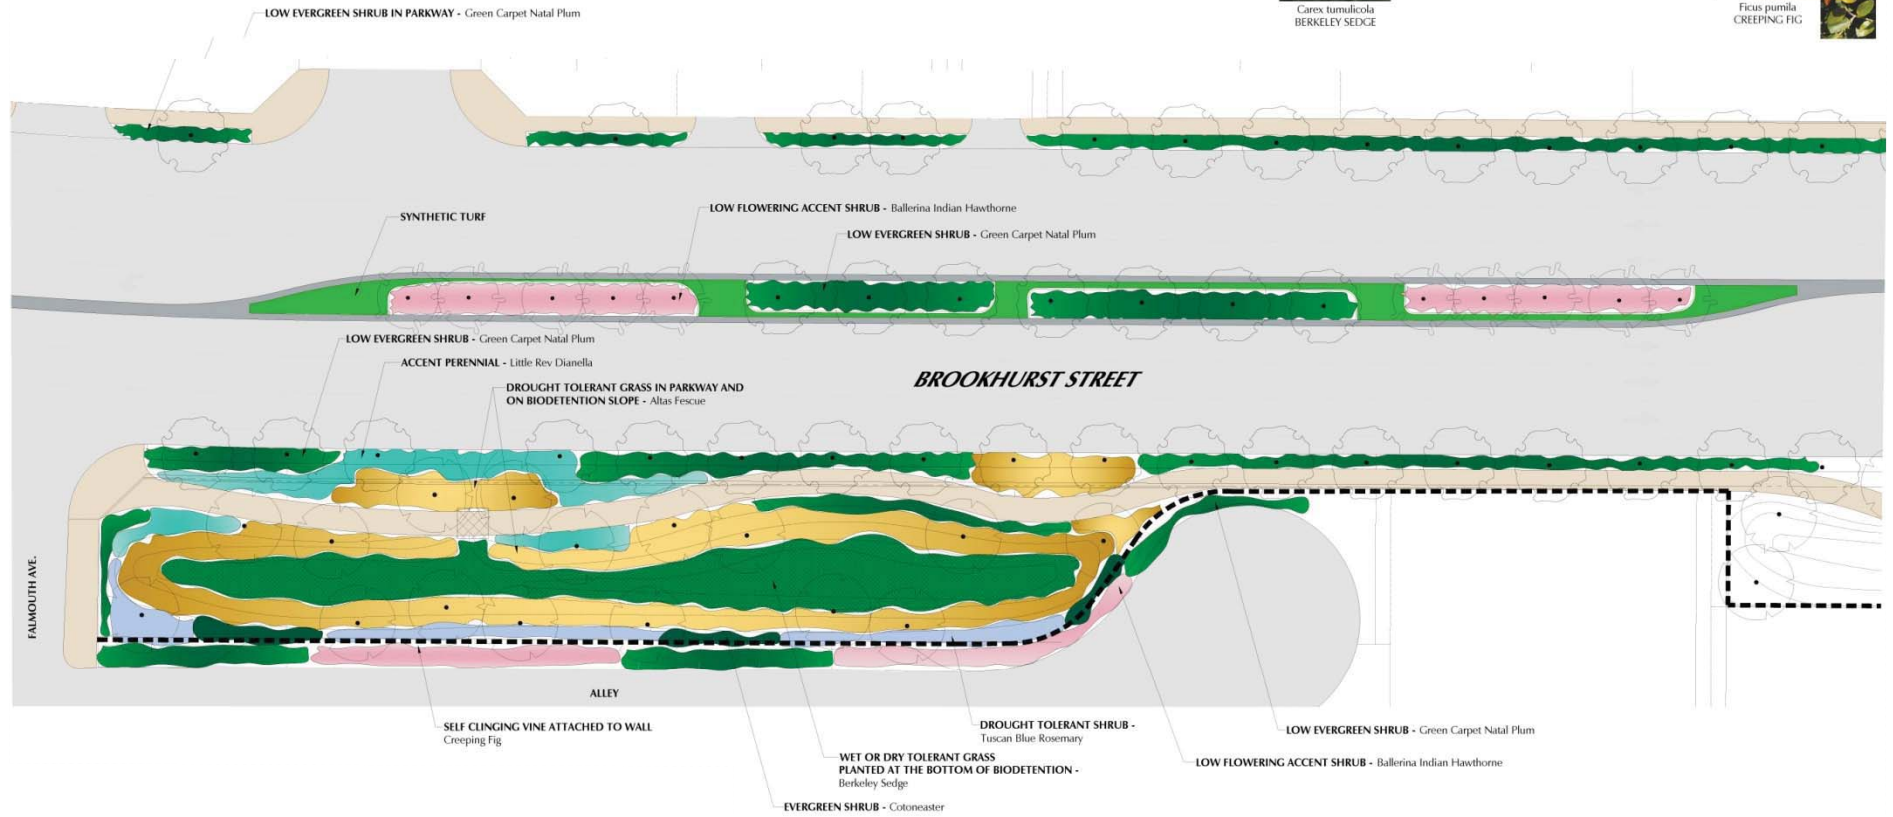 LOW EVERGREEN SHRUB IN PARKWAY - Green Carpet Natal Plum
Carex tumulicola
BERKELEY SEDGE
Ficus pumila
CREEPING FIG
SYNTHETIC TURF
LOW FLOWERING ACCENT SHRUB - Ballerina Indian Hawthorne
LOW EVERGREEN SHRUB - Green Carpet Natal Plum
LOW EVERGREEN SHRUB - Green Carpet Natal Plum
ACCENT PERENNIAL - Little Rev Dianella
DROUGHT TOLERANT GRASS IN PARKWAY AND
ON BIODETENTION SLOPE - Altas Fescue
BROOKHURST STREET
FALMOUTH AVE.
ALLEY
SELF CLINGING VINE ATTACHED TO WALL
Creeping Fig
DROUGHT TOLERANT SHRUB -
Tuscan Blue Rosemary
LOW EVERGREEN SHRUB - Green Carpet Natal Plum
WET OR DRY TOLERANT GRASS
PLANTED AT THE BOTTOM OF BIODETENTION -
Berkeley Sedge
LOW FLOWERING ACCENT SHRUB - Ballerina Indian Hawthorne
EVERGREEN SHRUB - Cotoneaster